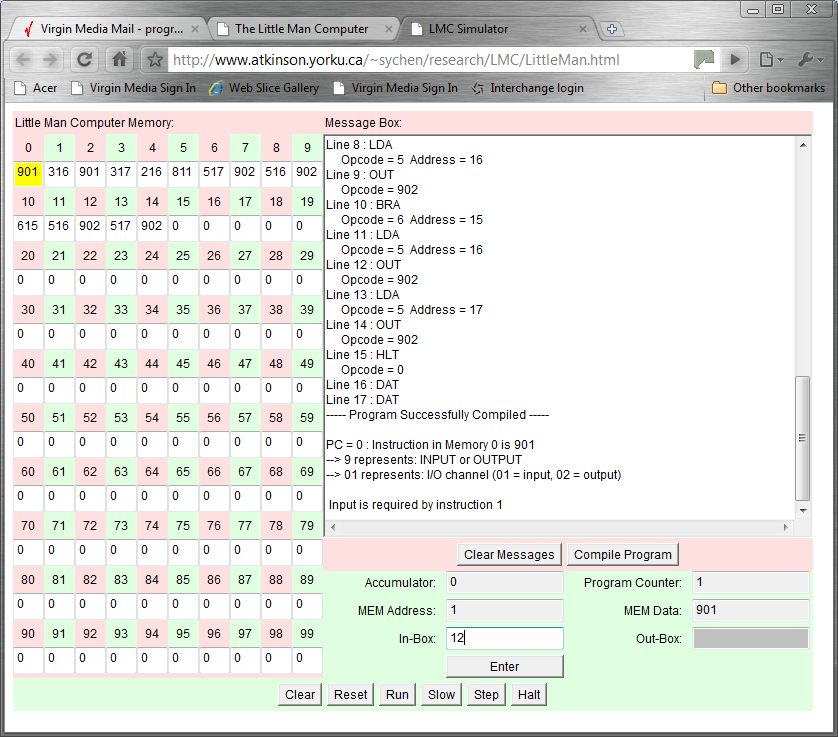 Virgin Media Mail - progr...
The Little Man Computer
LMC Simulator
http://www.atkinson.yorku.ca/~sychen/research/LMC/LittleMan.html
Acer Virgin Media Sign In Web Slice Gallery Virgin Media Sign In Interchange login Other bookmarks
Little Man Computer Memory:
0 1 2 3 4 5 6 7 8 9
901 316 901 317 216 811 517 902 516 902
10 11 12 13 14 15 16 17 18 19
615 516 902 517 902 0 0 0 0 0
20 21 22 23 24 25 26 27 28 29
0 0 0 0 0 0 0 0 0 0
30 31 32 33 34 35 36 37 38 39
0 0 0 0 0 0 0 0 0 0
40 41 42 43 44 45 46 47 48 49
0 0 0 0 0 0 0 0 0 0
50 51 52 53 54 55 56 57 58 59
0 0 0 0 0 0 0 0 0 0
60 61 62 63 64 65 66 67 68 69
0 0 0 0 0 0 0 0 0 0
70 71 72 73 74 75 76 77 78 79
0 0 0 0 0 0 0 0 0 0
80 81 82 83 84 85 86 87 88 89
0 0 0 0 0 0 0 0 0 0
90 91 92 93 94 95 96 97 98 99
0 0 0 0 0 0 0 0 0 0
Message Box:
Line 8 : LDA
Opcode = 5 Address = 16
Line 9 : OUT
Opcode = 902
Line 10 : BRA
Opcode = 6 Address = 15
Line 11 : LDA
Opcode = 5 Address = 16
Line 12 : OUT
Opcode = 902
Line 13 : LDA
Opcode = 5 Address = 17
Line 14 : OUT
Opcode = 902
Line 15 : HLT
Opcode = 0
Line 16 : DAT
Line 17 : DAT
----- Program Successfully Compiled -----
PC = 0 : Instruction in Memory 0 is 901
--> 9 represents: INPUT or OUTPUT
--> 01 represents: I/O channel (01 = input, 02 = output)
Input is required by instruction 1
Clear Messages Compile Program
Accumulator: 0 Program Counter: 1
MEM Address: 1 MEM Data: 901
In-Box: 12 Out-Box:
Enter
Clear Reset Run Slow Step Halt